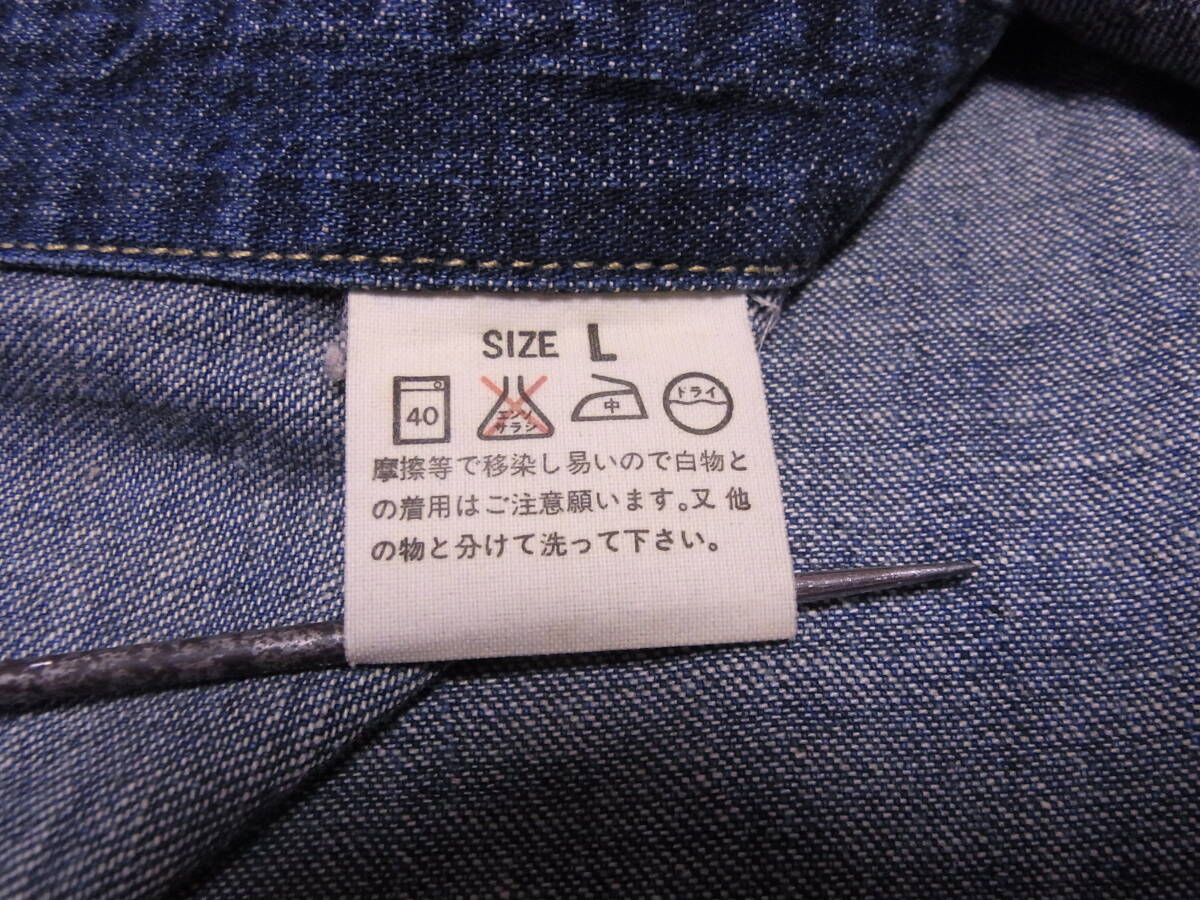 SIZE L
40
エンソ
サラシ
中
ドライ
摩擦等で移染し易いので白物と
の着用はご注意願います。又 他
の物と分けて洗って下さい。